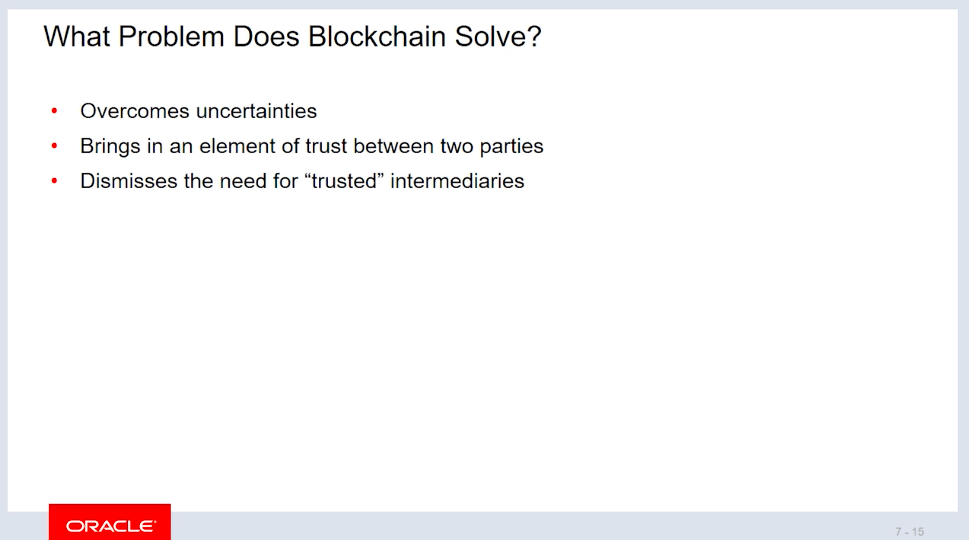 What Problem Does Blockchain Solve?
• Overcomes uncertainties
• Brings in an element of trust between two parties
• Dismisses the need for “trusted” intermediaries
ORACLE
7 - 15